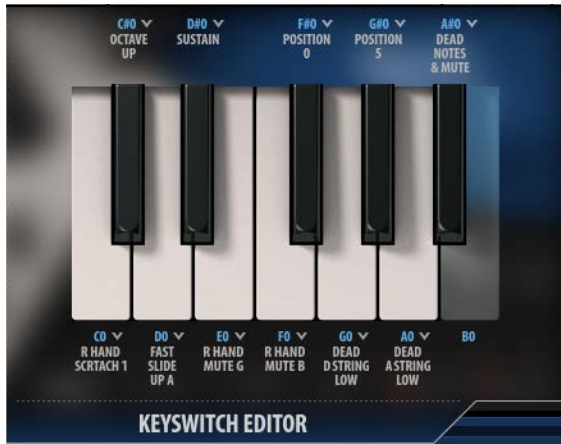 C#0 D#0 F#0 G#0 A#0
OCTAVE SUSTAIN POSITION POSITION DEAD
UP 0 5 NOTES
& MUTE
C0 D0 E0 F0 G0 A0 B0
R HAND FAST R HAND R HAND DEAD DEAD
SCRTACH 1 SLIDE MUTE G MUTE B D STRING A STRING
UP A LOW LOW
KEYSWITCH EDITOR